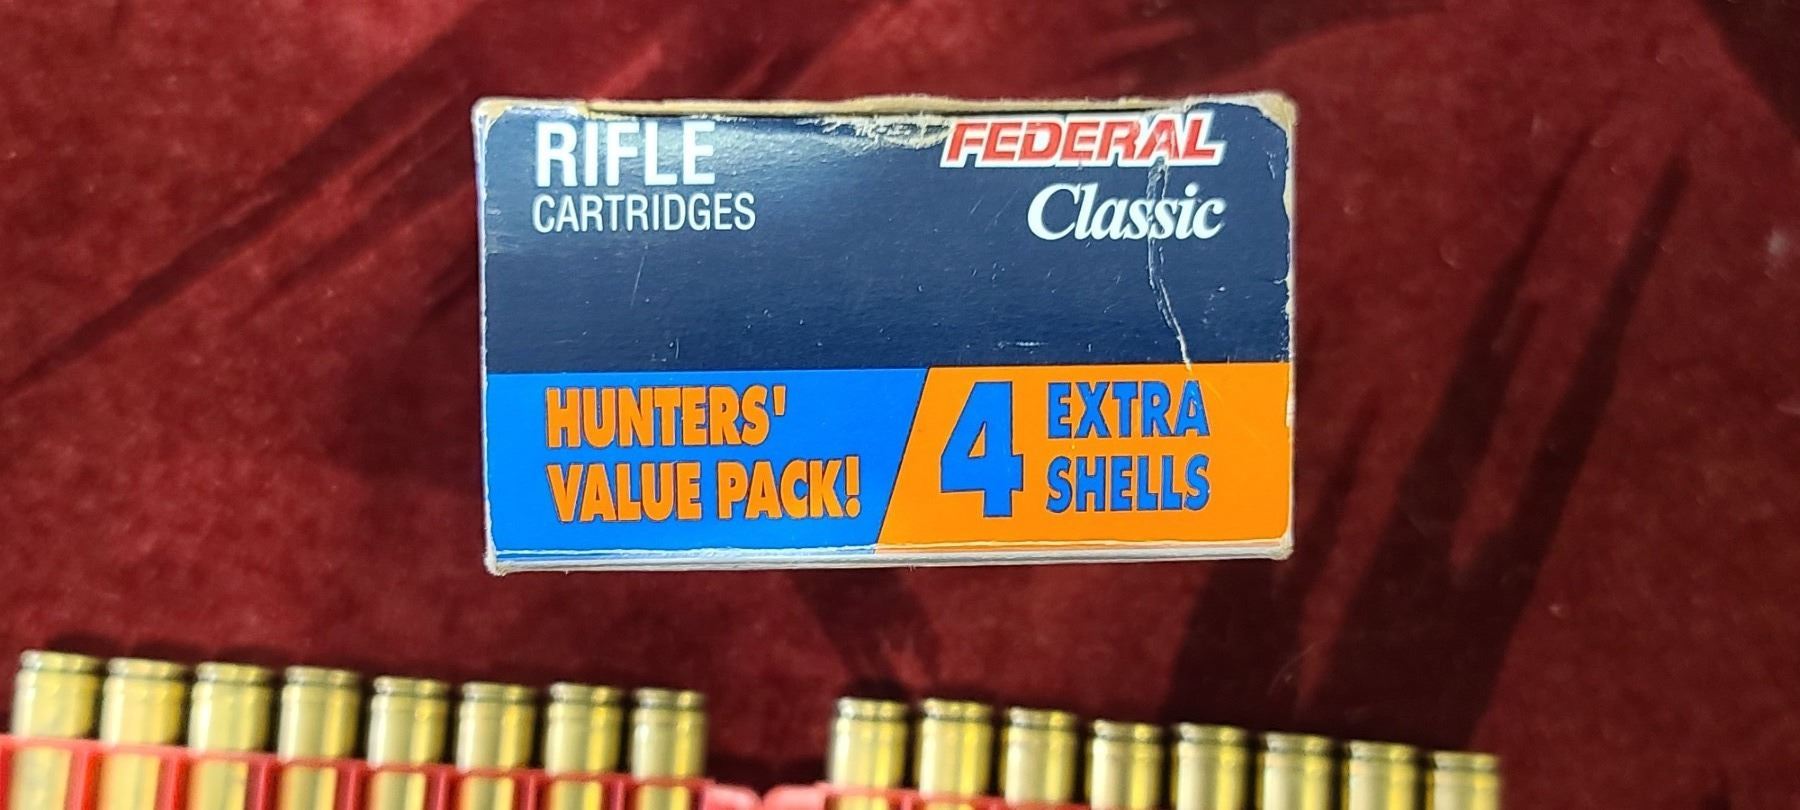 RIFLE
CARTRIDGES
FEDERAL
Classic
HUNTERS'
VALUE PACK!
4 EXTRA
SHELLS